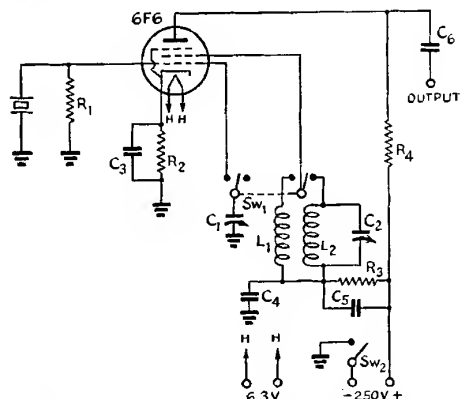 6F6
C6
OUTPUT
R1
H H
R4
C3
R2
C1
Sw1
L1
L2
C2
R3
C4
C5
H H
Sw2
6.3V
-250V +